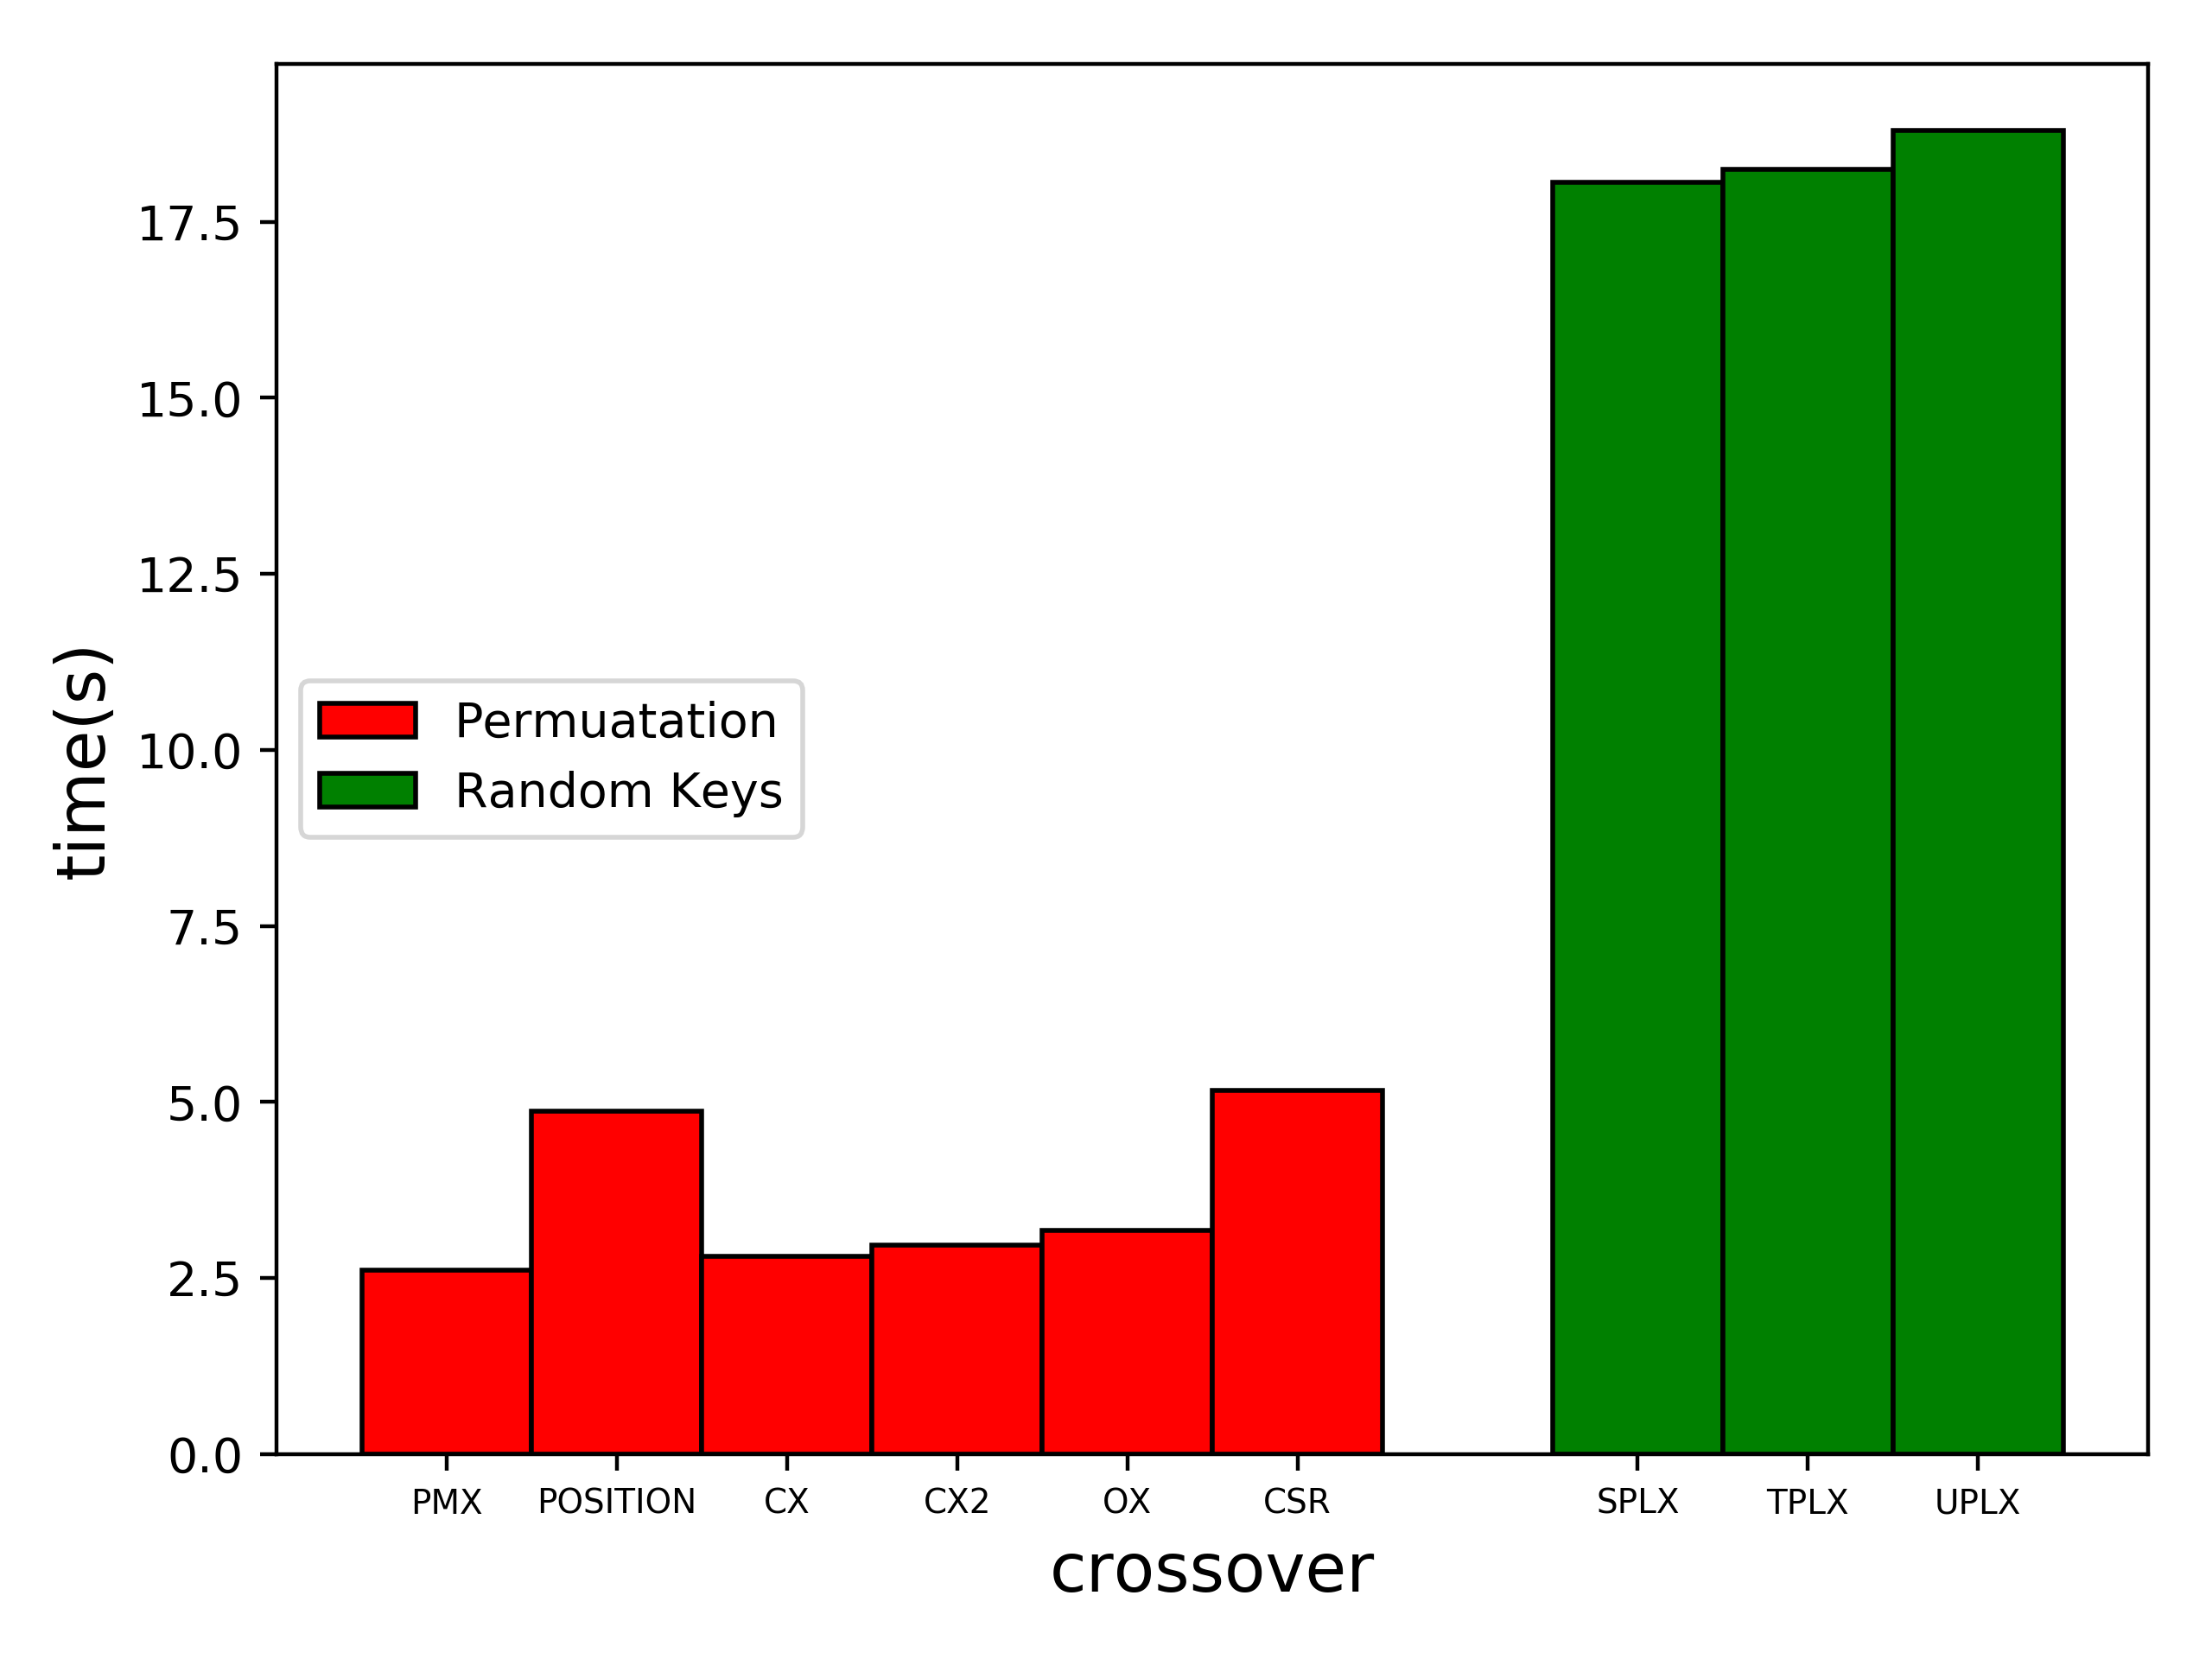 time(s)
17.5
15.0
12.5
10.0
7.5
5.0
2.5
0.0
Permuatation
Random Keys
PMX POSITION CX CX2 OX CSR SPLX TPLX UPLX
crossover